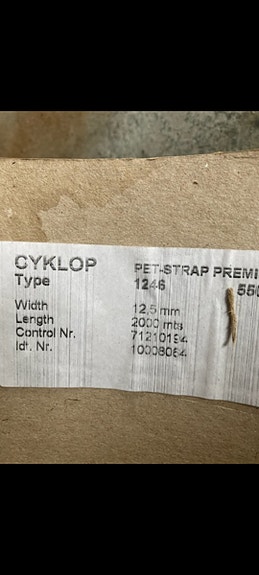 CYKLOP PET-STRAP PREMI
Type 1246 550
Width 12,5 mm
Length 2000 mts
Control Nr. 71210194
Idt. Nr. 10008064